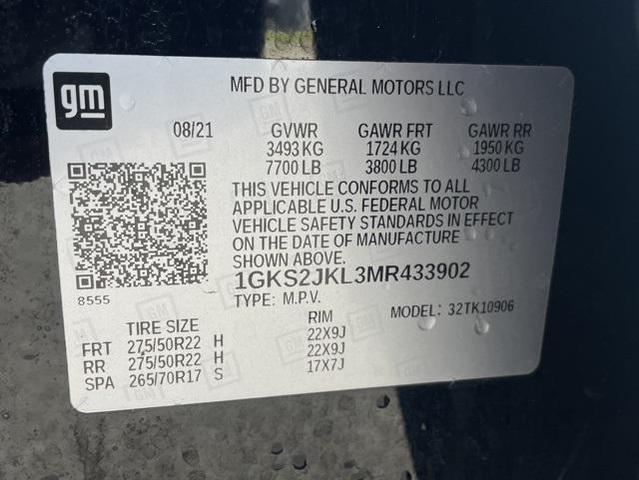 gm
MFD BY GENERAL MOTORS LLC
08/21 GVWR GAWR FRT GAWR RR
3493 KG 1724 KG 1950 KG
7700 LB 3800 LB 4300 LB
THIS VEHICLE CONFORMS TO ALL
APPLICABLE U.S. FEDERAL MOTOR
VEHICLE SAFETY STANDARDS IN EFFECT
ON THE DATE OF MANUFACTURE
SHOWN ABOVE.
1GKS2JKL3MR433902
8555
TYPE: M.P.V. MODEL: 32TK10906
TIRE SIZE RIM
FRT 275/50R22 H 22X9J
RR 275/50R22 H 22X9J
SPA 265/70R17 S 17X7J